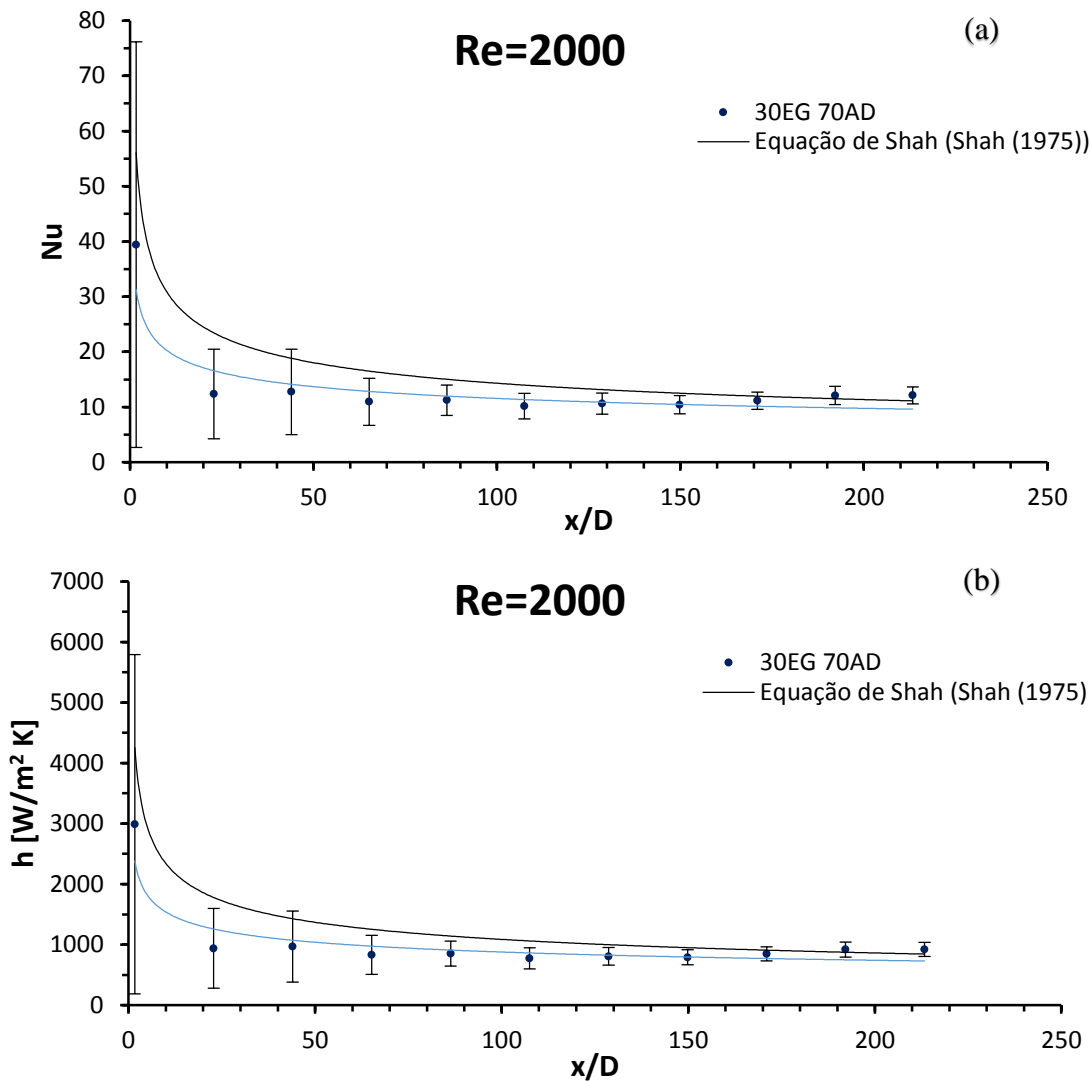 (a)
Re=2000
80
70
60
50
40
30
20
10
0
Nu
30EG 70AD
Equação de Shah (Shah (1975))
0 50 100 150 200 250
x/D
(b)
Re=2000
7000
6000
5000
4000
3000
2000
1000
0
h [W/m² K]
30EG 70AD
Equação de Shah (Shah (1975)
0 50 100 150 200 250
x/D